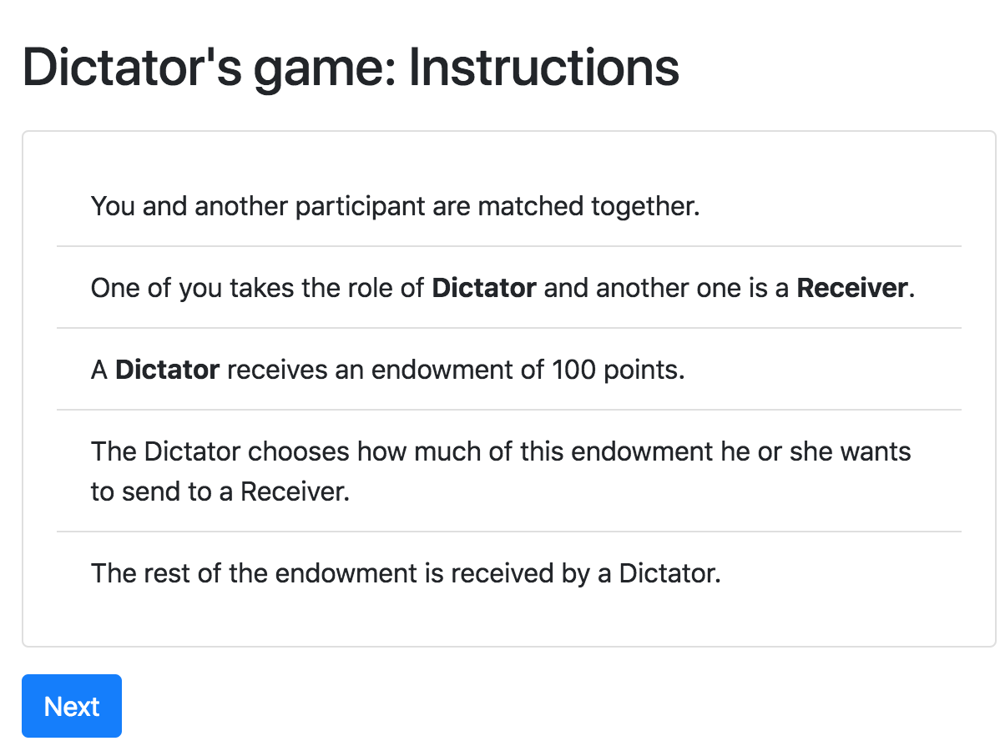 Dictator's game: Instructions
You and another participant are matched together.
One of you takes the role of Dictator and another one is a Receiver.
A Dictator receives an endowment of 100 points.
The Dictator chooses how much of this endowment he or she wants
to send to a Receiver.
The rest of the endowment is received by a Dictator.
Next